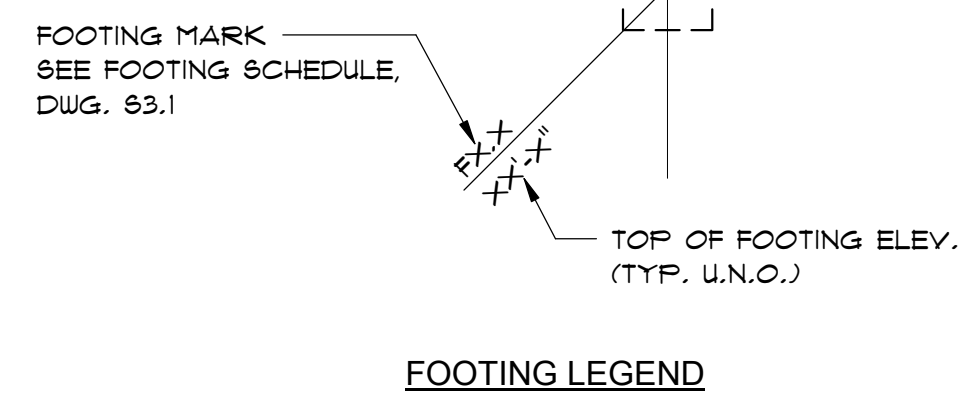 FOOTING MARK
SEE FOOTING SCHEDULE,
DWG. S3.1
FX.X
XX'.X"
TOP OF FOOTING ELEV.
(TYP. U.N.O.)
FOOTING LEGEND